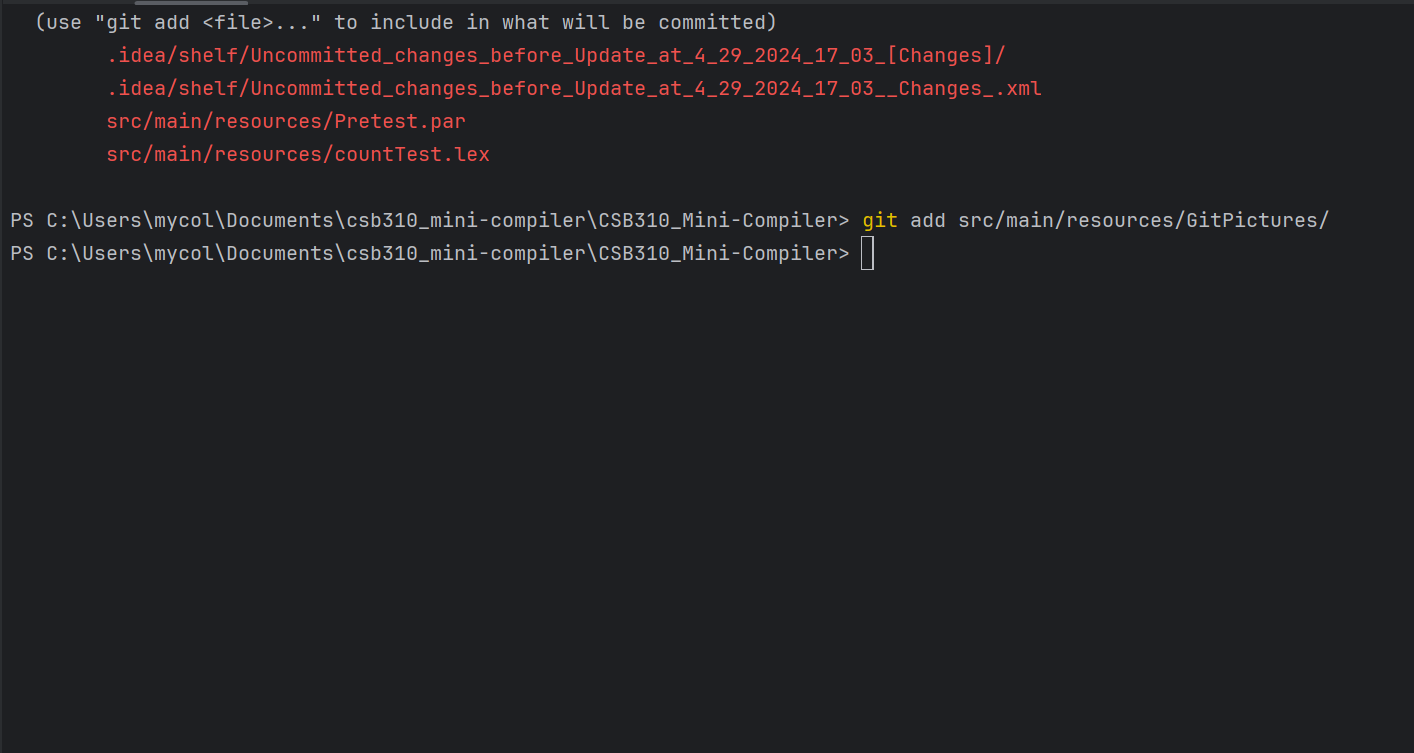 (use "git add <file>..." to include in what will be committed)
.idea/shelf/Uncommitted_changes_before_Update_at_4_29_2024_17_03_[Changes]/
.idea/shelf/Uncommitted_changes_before_Update_at_4_29_2024_17_03__Changes_.xml
src/main/resources/Pretest.par
src/main/resources/countTest.lex
PS C:\Users\mycol\Documents\csb310_mini-compiler\CSB310_Mini-Compiler> git add src/main/resources/GitPictures/
PS C:\Users\mycol\Documents\csb310_mini-compiler\CSB310_Mini-Compiler>